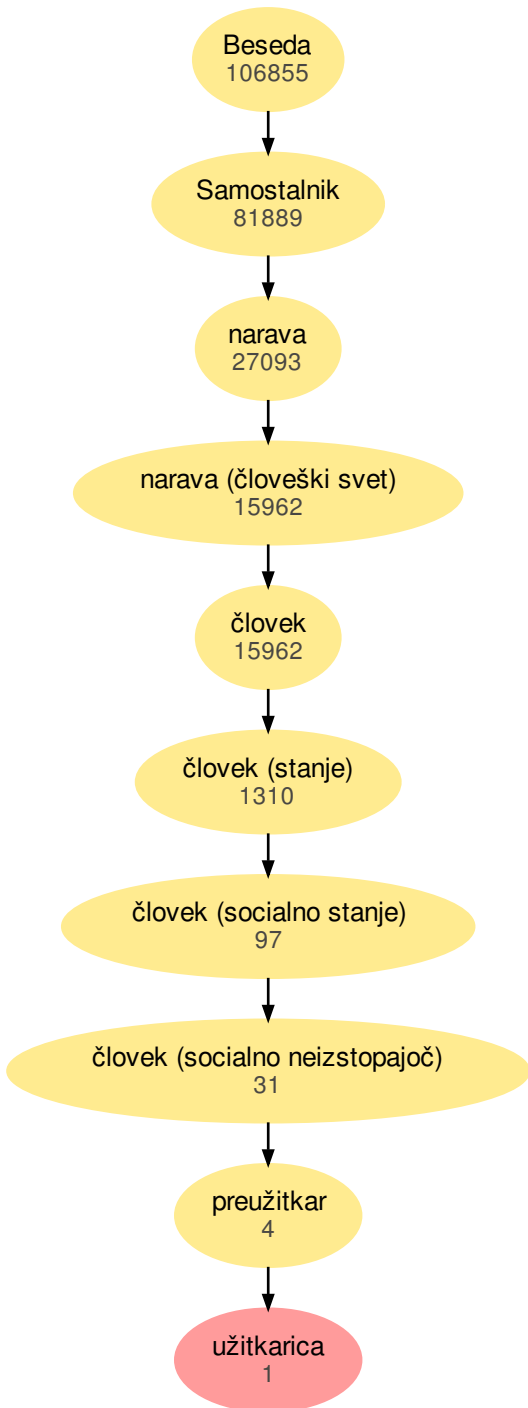 Beseda
106855
Samostalnik
81889
narava
27093
narava (človeški svet)
15962
človek
15962
človek (stanje)
1310
človek (socialno stanje)
97
človek (socialno neizstopajoč)
31
preužitkar
4
užitkarica
1